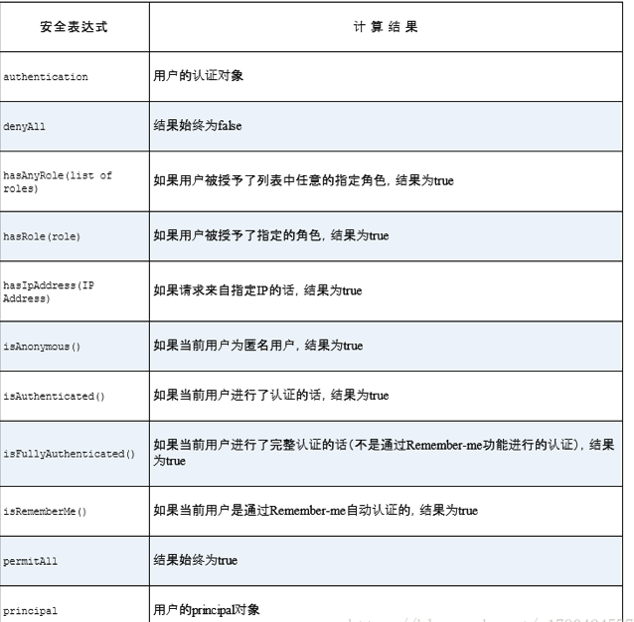 安全表达式 计算结果
authentication 用户的认证对象
denyAll 结果始终为false
hasAnyRole(list of
roles) 如果用户被授予了列表中任意的指定角色，结果为true
hasRole(role) 如果用户被授予了指定的角色，结果为true
hasIpAddress(IP
Address) 如果请求来自指定IP的话，结果为true
isAnonymous() 如果当前用户为匿名用户，结果为true
isAuthenticated() 如果当前用户进行了认证的话，结果为true
isFullyAuthenticated() 如果当前用户进行了完整认证的话（不是通过Remember-me功能进行的认证），结果
为true
isRememberMe() 如果当前用户是通过Remember-me自动认证的，结果为true
permitAll 结果始终为true
principal 用户的principal对象